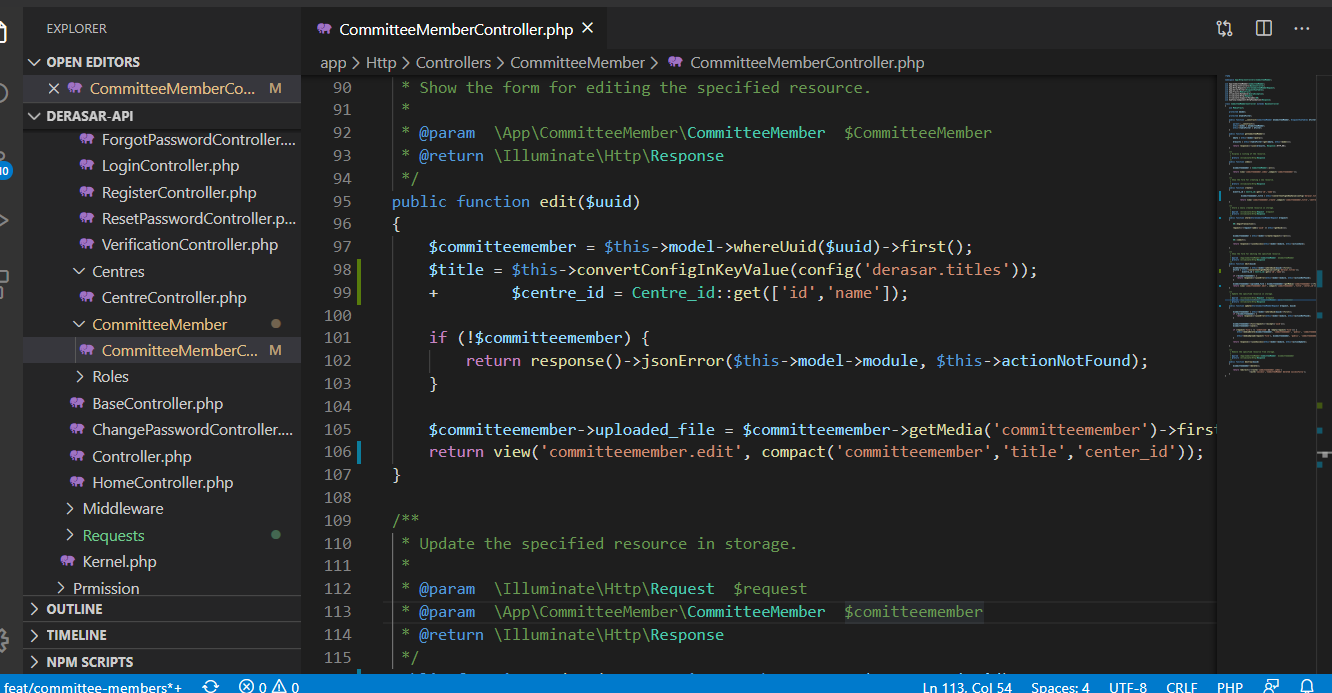 EXPLORER
OPEN EDITORS
CommitteeMemberCo... M
DERASAR-API
ForgotPasswordController....
LoginController.php
RegisterController.php
ResetPasswordController.p...
VerificationController.php
Centres
CentreController.php
CommitteeMember
CommitteeMemberC... M
Roles
BaseController.php
ChangePasswordController....
Controller.php
HomeController.php
Middleware
Requests
Kernel.php
Prmission
OUTLINE
TIMELINE
NPM SCRIPTS
10
CommitteeMemberController.php
app > Http > Controllers > CommitteeMember > CommitteeMemberController.php
90 * Show the form for editing the specified resource.
91 *
92 * @param \App\CommitteeMember\CommitteeMember $CommitteeMember
93 * @return \Illuminate\Http\Response
94 */
95 public function edit($uuid)
96 {
97 $committeemember = $this->model->whereUuid($uuid)->first();
98 $title = $this->convertConfigInKeyValue(config('derasar.titles'));
99 + $centre_id = Centre_id::get(['id','name']);
100
101 if (!$committeemember) {
102 return response()->jsonError($this->model->module, $this->actionNotFound);
103 }
104
105 $committeemember->uploaded_file = $committeemember->getMedia('committeemember')->first
106 return view('committeemember.edit', compact('committeemember','title','center_id'));
107 }
108
109 /**
110 * Update the specified resource in storage.
111 *
112 * @param \Illuminate\Http\Request $request
113 * @param \App\CommitteeMember\CommitteeMember $comitteemember
114 * @return \Illuminate\Http\Response
115 */
feat/committee-members*+ 0 0 Ln 113, Col 54 Spaces: 4 UTF-8 CRLF PHP